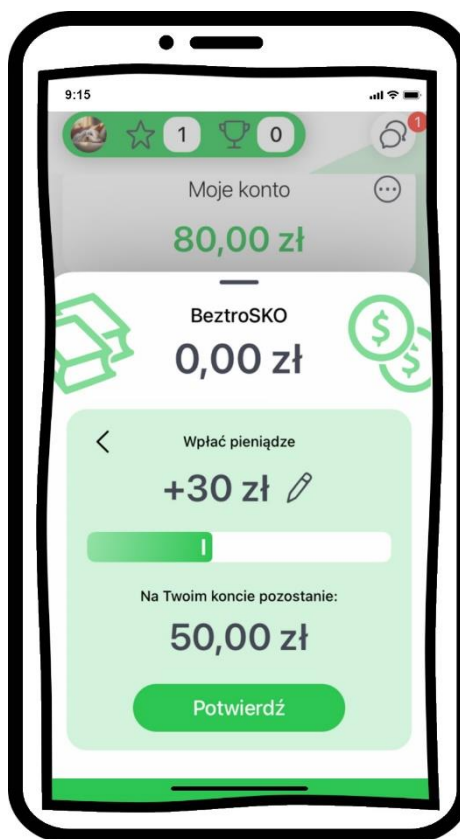 9:15
1
0
1
Moje konto
80,00 zł
BeztroSKO
0,00 zł
$
$
Wpłać pieniądze
+30 zł
Na Twoim koncie pozostanie:
50,00 zł
Potwierdź